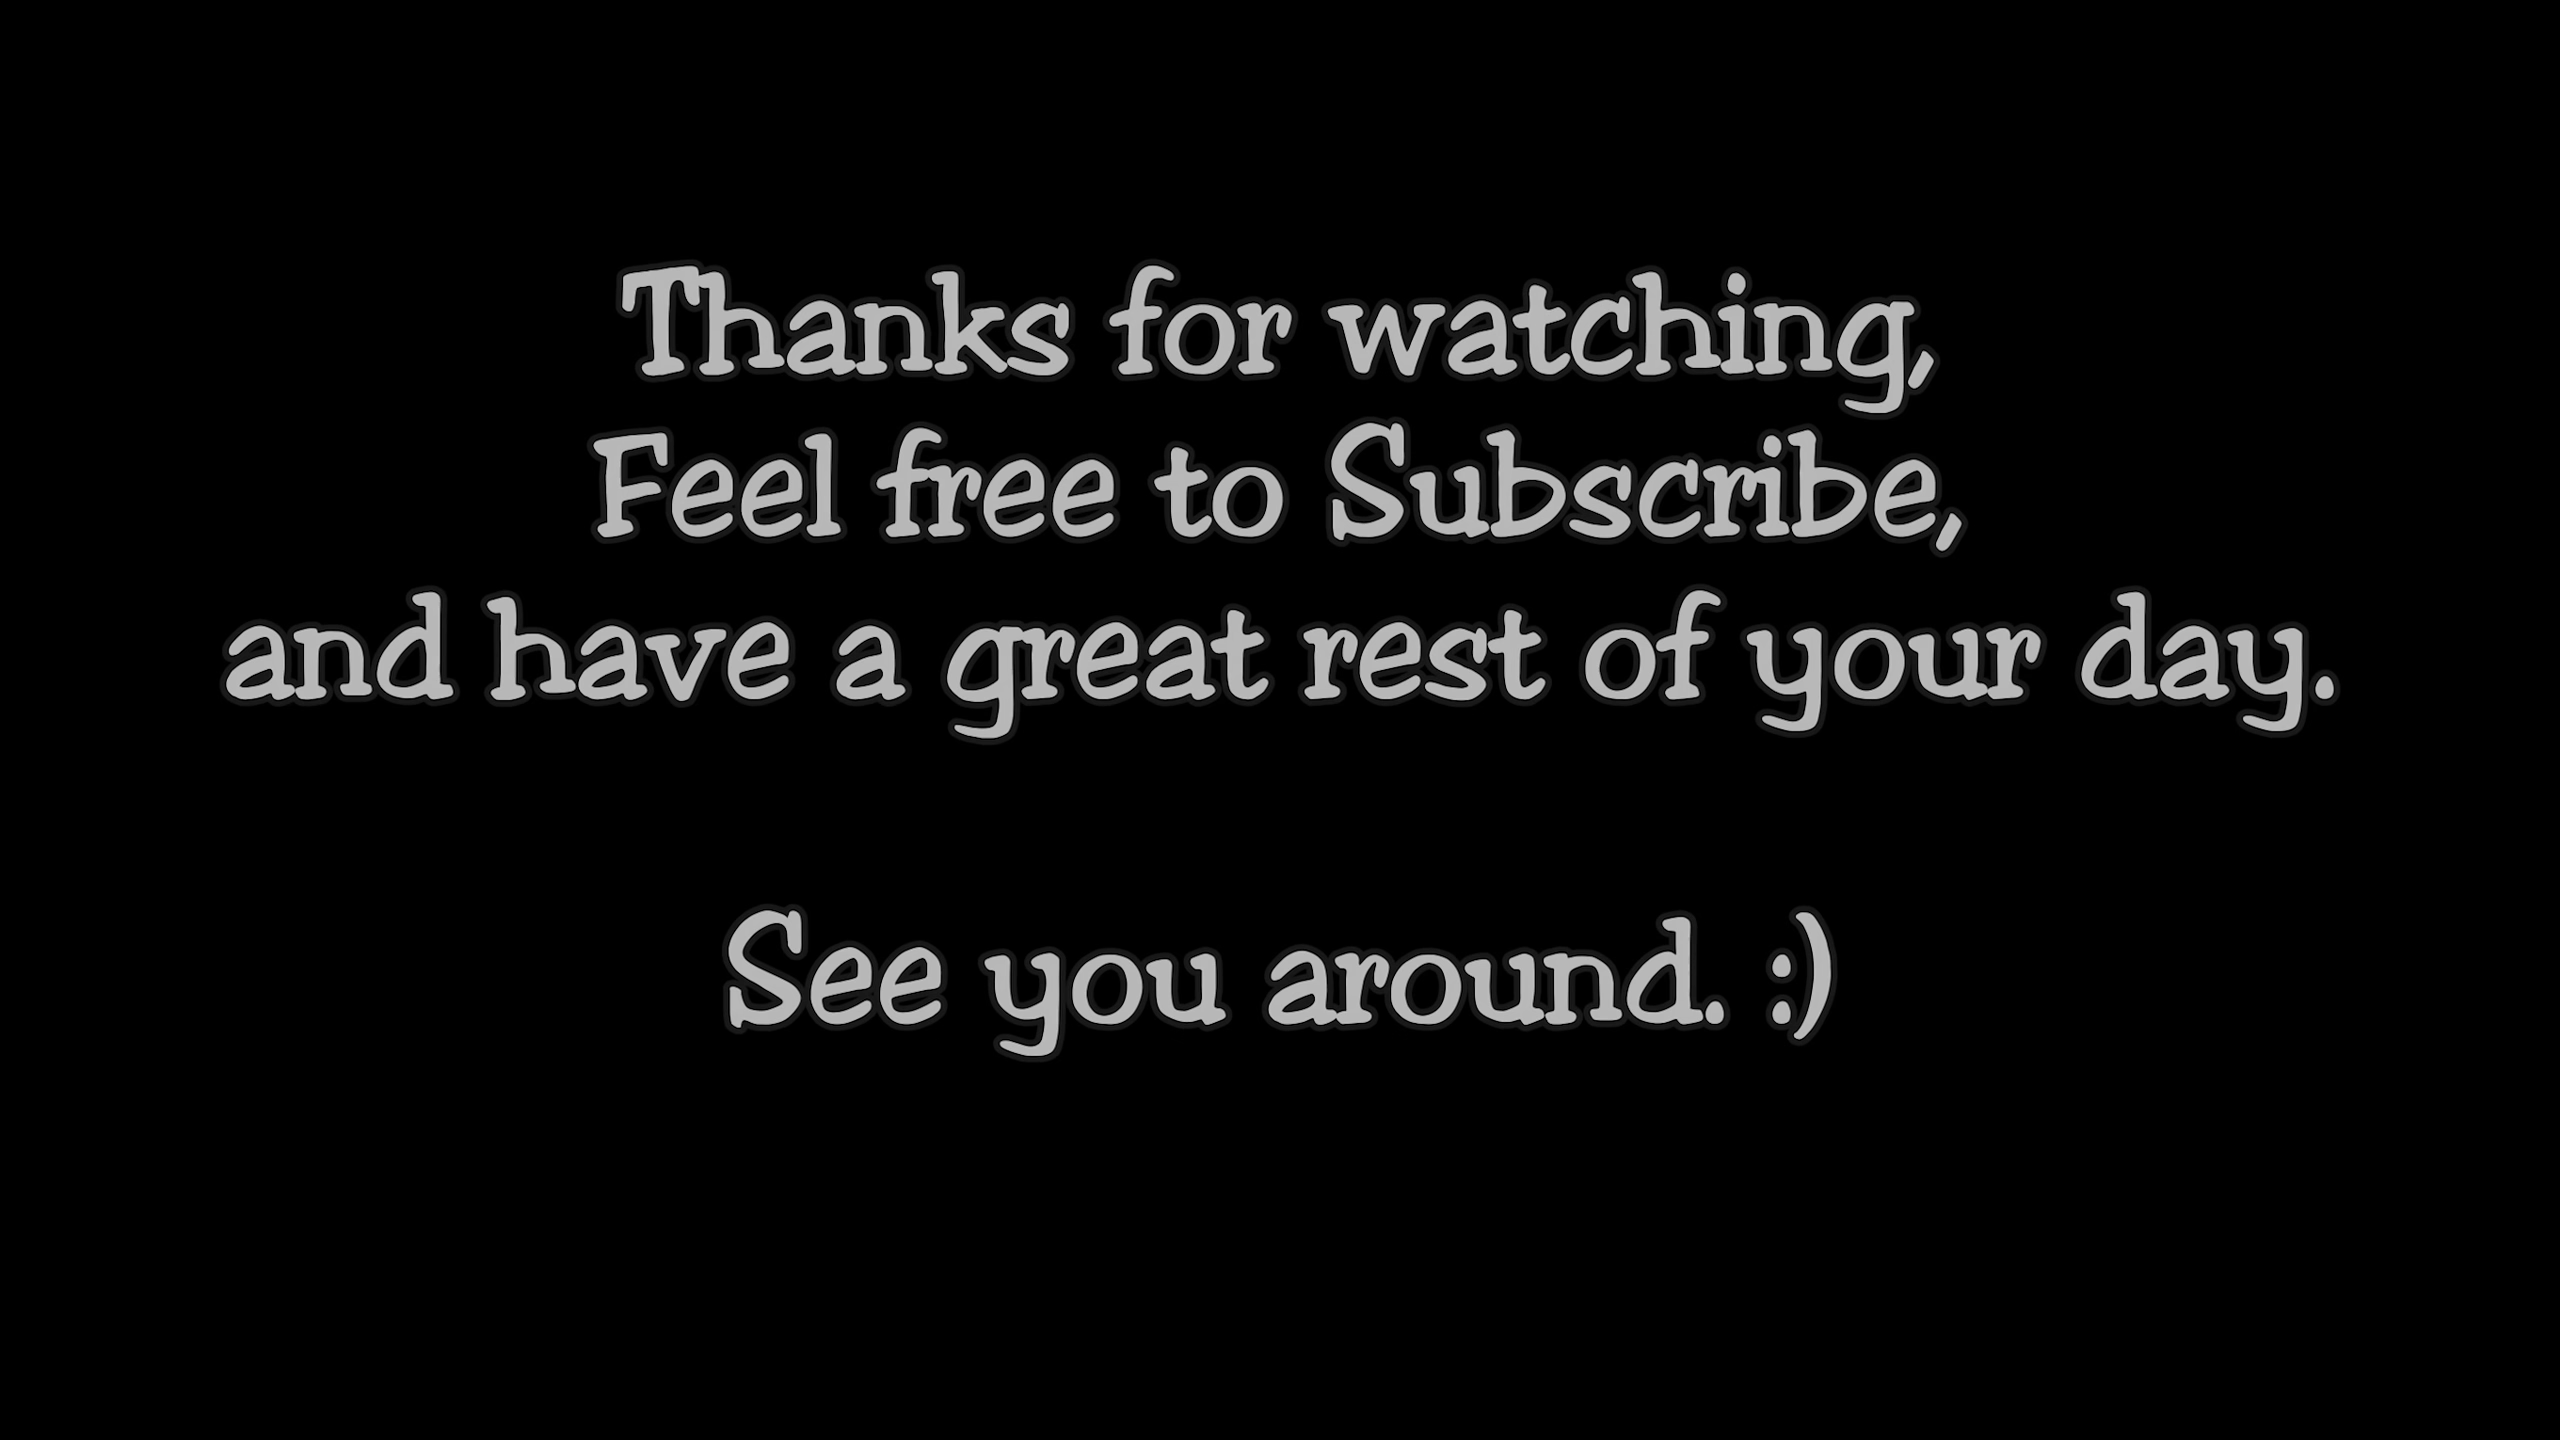 Thanks for watching,
Feel free to Subscribe,
and have a great rest of your day.
See you around. :)